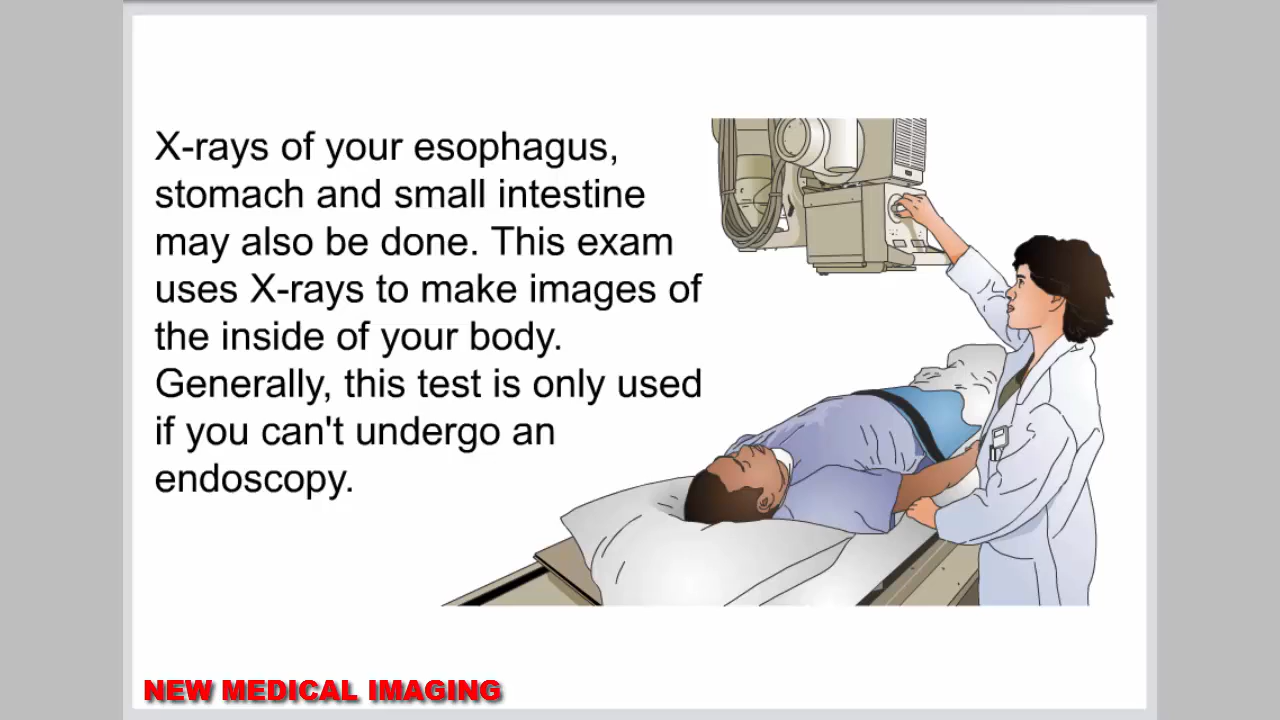 X-rays of your esophagus,
stomach and small intestine
may also be done. This exam
uses X-rays to make images of
the inside of your body.
Generally, this test is only used
if you can't undergo an
endoscopy.
NEW MEDICAL IMAGING